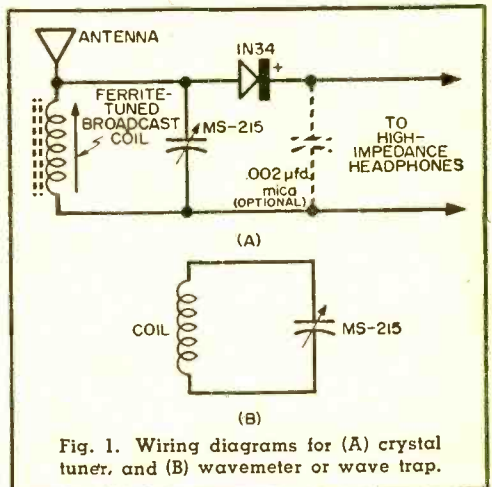 ANTENNA
1N34
+
FERRITE-
TUNED
BROADCAST
COIL
MS-215
.002 µfd.
mica
(OPTIONAL)
TO
HIGH-
IMPEDANCE
HEADPHONES
(A)
COIL
MS-215
(B)
Fig. 1. Wiring diagrams for (A) crystal
tuner, and (B) wavemeter or wave trap.